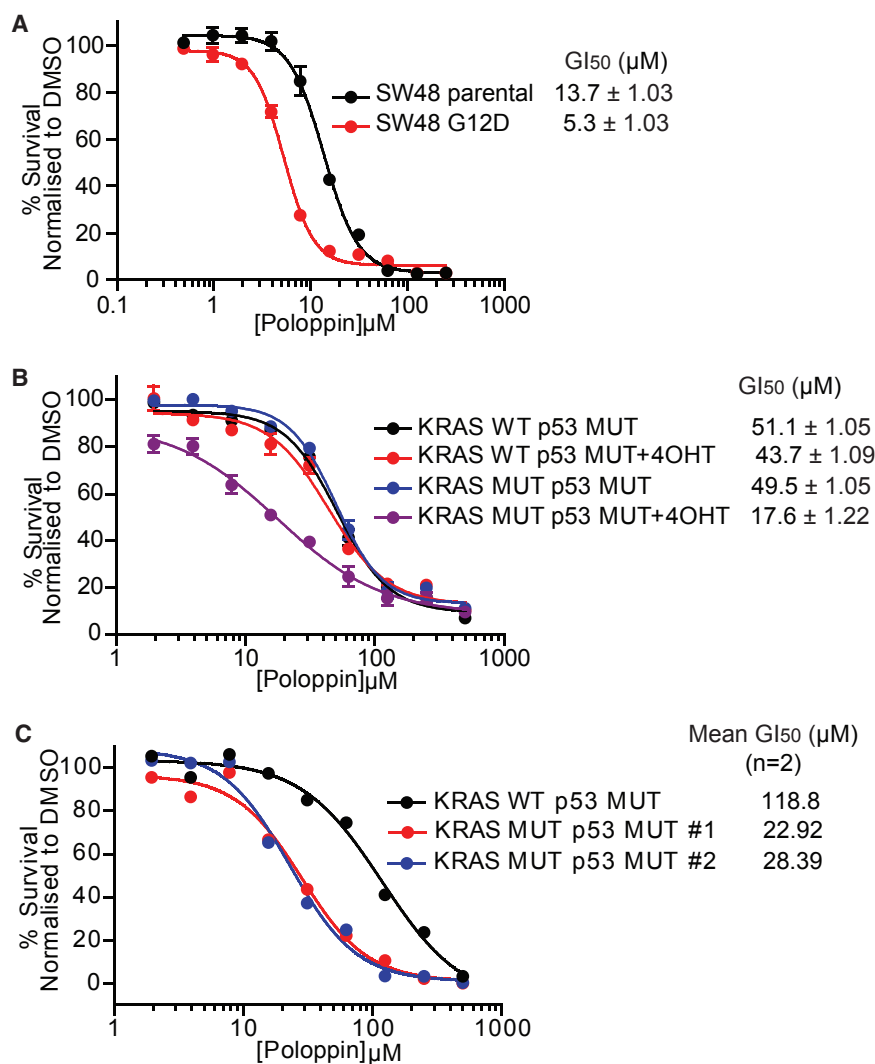 A
% Survival
Normalised to DMSO
100
80
60
40
20
0
0.1
1
10
100
1000
[Poloppin]µM
GI50 (µM)
SW48 parental 13.7 ± 1.03
SW48 G12D 5.3 ± 1.03
B
% Survival
Normalised to DMSO
100
80
60
40
20
0
1
10
100
1000
[Poloppin]µM
GI50 (µM)
KRAS WT p53 MUT 51.1 ± 1.05
KRAS WT p53 MUT+4OHT 43.7 ± 1.09
KRAS MUT p53 MUT 49.5 ± 1.05
KRAS MUT p53 MUT+4OHT 17.6 ± 1.22
C
% Survival
Normalised to DMSO
100
80
60
40
20
0
1
10
100
1000
[Poloppin]µM
Mean GI50 (µM)
(n=2)
KRAS WT p53 MUT 118.8
KRAS MUT p53 MUT #1 22.92
KRAS MUT p53 MUT #2 28.39